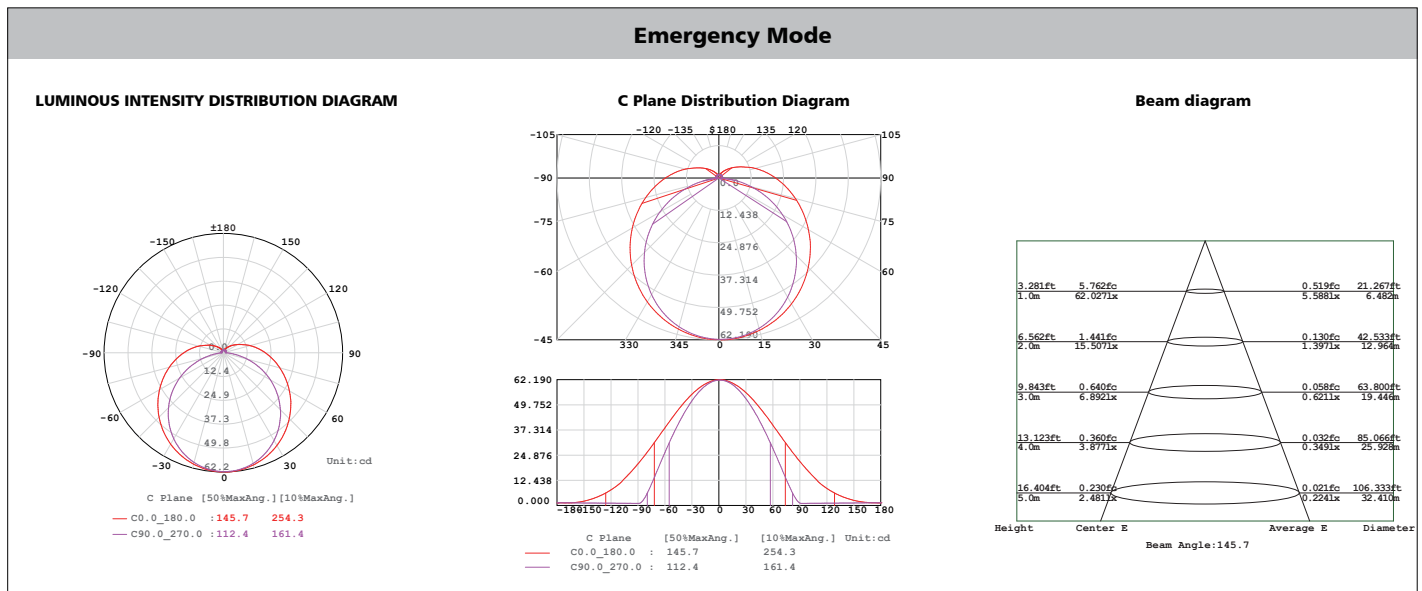 Emergency Mode
LUMINOUS INTENSITY DISTRIBUTION DIAGRAM
±180
-150 150
-120 120
-90 90
-60 60
-30 30
0
0.0
12.4
24.9
37.3
49.8
62.2
Unit:cd
C Plane [50%MaxAng.][10%MaxAng.]
C0.0_180.0 :145.7 254.3
C90.0_270.0 :112.4 161.4
C Plane Distribution Diagram
-120 -135 $180 135 120
-105 105
-90 90
-75 75
-60 60
-45 330 345 0 15 30 45
0.0
12.438
24.876
37.314
49.752
62.190
62.190
49.752
37.314
24.876
12.438
0.000
-180-150-120 -90 -60 -30 0 30 60 90 120 150 180
C Plane [50%MaxAng.] [10%MaxAng.] Unit:cd
C0.0_180.0 : 145.7 254.3
C90.0_270.0 : 112.4 161.4
Beam diagram
3.281ft 5.762fc 0.519fc 21.267ft
1.0m 62.027lx 5.588lx 6.482m
6.562ft 1.441fc 0.130fc 42.533ft
2.0m 15.507lx 1.397lx 12.964m
9.843ft 0.640fc 0.058fc 63.800ft
3.0m 6.892lx 0.621lx 19.446m
13.123ft 0.360fc 0.032fc 85.066ft
4.0m 3.877lx 0.349lx 25.928m
16.404ft 0.230fc 0.021fc 106.333ft
5.0m 2.481lx 0.224lx 32.410m
Height Center E Average E Diameter
Beam Angle:145.7